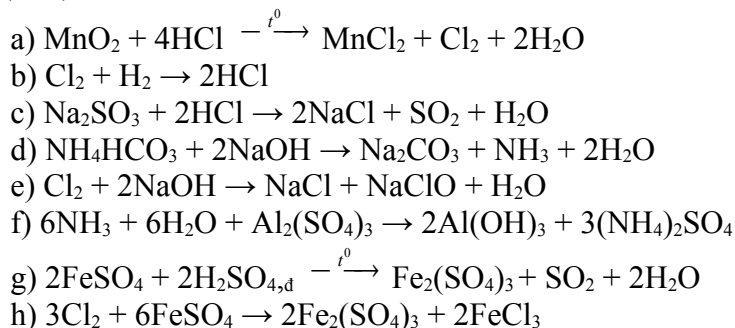 a) MnO₂ + 4HCl —t⁰→ MnCl₂ + Cl₂ + 2H₂O
b) Cl₂ + H₂ → 2HCl
c) Na₂SO₃ + 2HCl → 2NaCl + SO₂ + H₂O
d) NH₄HCO₃ + 2NaOH → Na₂CO₃ + NH₃ + 2H₂O
e) Cl₂ + 2NaOH → NaCl + NaClO + H₂O
f) 6NH₃ + 6H₂O + Al₂(SO₄)₃ → 2Al(OH)₃ + 3(NH₄)₂SO₄
g) 2FeSO₄ + 2H₂SO₄,đ —t⁰→ Fe₂(SO₄)₃ + SO₂ + 2H₂O
h) 3Cl₂ + 6FeSO₄ → 2Fe₂(SO₄)₃ + 2FeCl₃